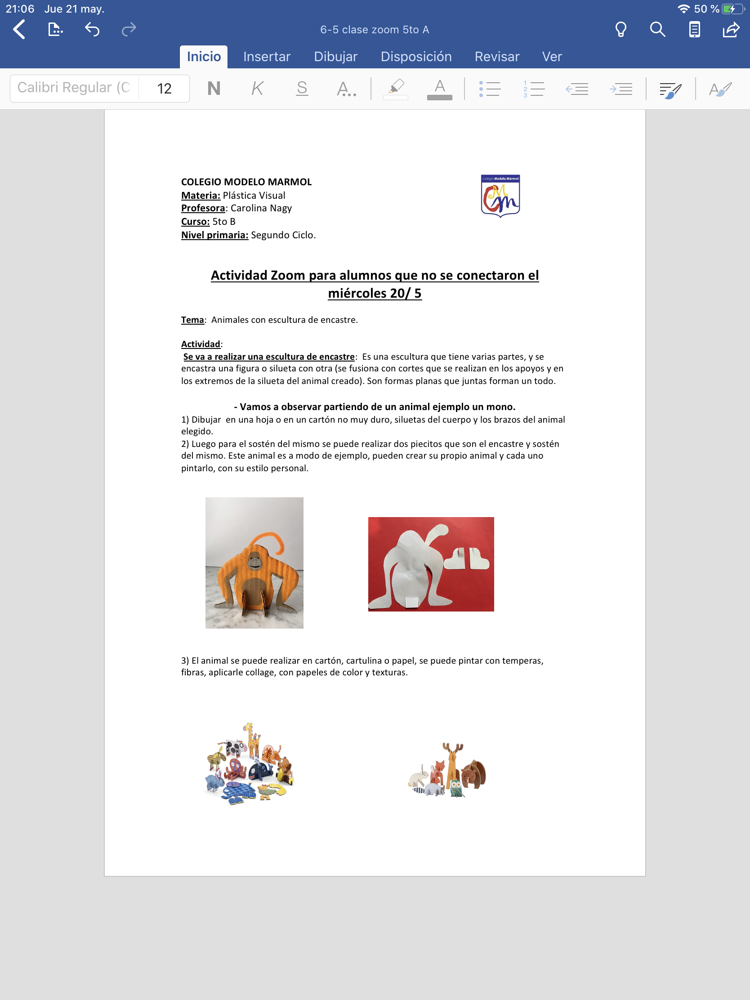 21:06 Jue 21 may.
50 %
6-5 clase zoom 5to A
Inicio Insertar Dibujar Disposición Revisar Ver
Calibri Regular (C 12 N K S A... A
1
2
3
A
COLEGIO MODELO MARMOL
Colegio Modelo Mármol
CMm
Materia: Plástica Visual
Profesora: Carolina Nagy
Curso: 5to B
Nivel primaria: Segundo Ciclo.
Actividad Zoom para alumnos que no se conectaron el
miércoles 20/ 5
Tema: Animales con escultura de encastre.
Actividad:
Se va a realizar una escultura de encastre: Es una escultura que tiene varias partes, y se
encastra una figura o silueta con otra (se fusiona con cortes que se realizan en los apoyos y en
los extremos de la silueta del animal creado). Son formas planas que juntas forman un todo.
- Vamos a observar partiendo de un animal ejemplo un mono.
1) Dibujar en una hoja o en un cartón no muy duro, siluetas del cuerpo y los brazos del animal
elegido.
2) Luego para el sostén del mismo se puede realizar dos piecitos que son el encastre y sostén
del mismo. Este animal es a modo de ejemplo, pueden crear su propio animal y cada uno
pintarlo, con su estilo personal.
3) El animal se puede realizar en cartón, cartulina o papel, se puede pintar con temperas,
fibras, aplicarle collage, con papeles de color y texturas.